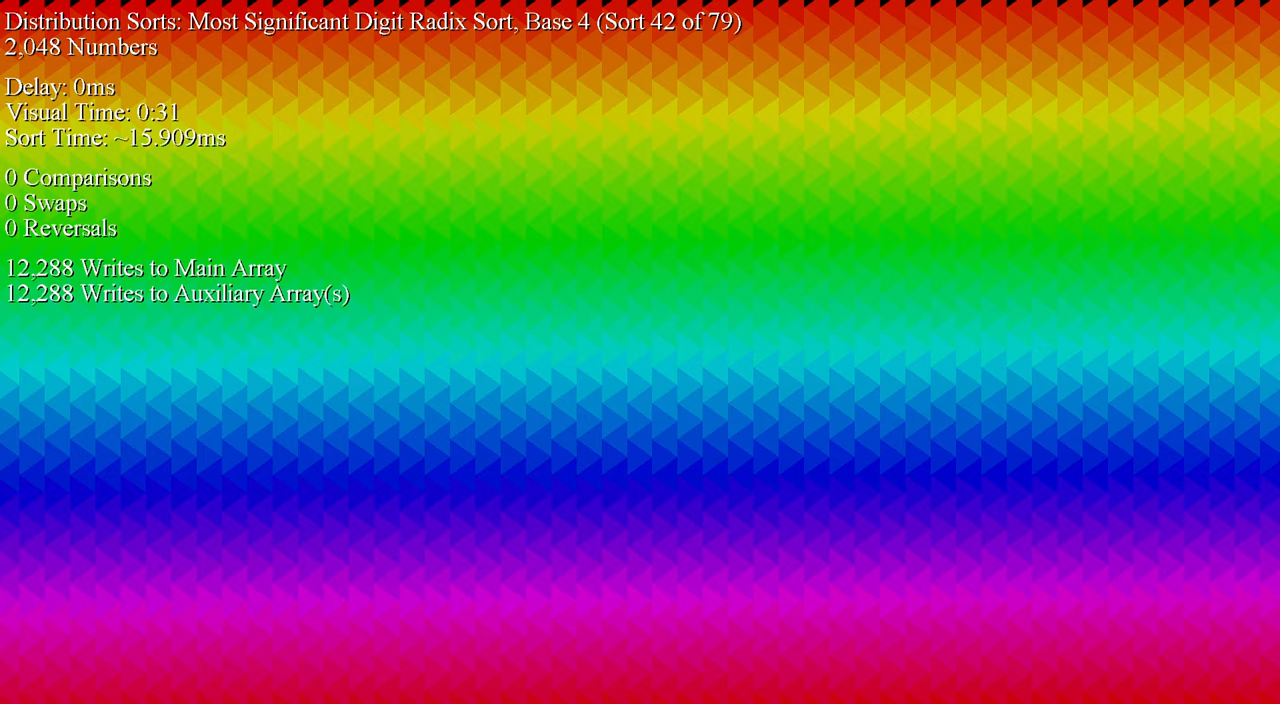 Distribution Sorts: Most Significant Digit Radix Sort, Base 4 (Sort 42 of 79)
2,048 Numbers
Delay: 0ms
Visual Time: 0:31
Sort Time: ~15.909ms
0 Comparisons
0 Swaps
0 Reversals
12,288 Writes to Main Array
12,288 Writes to Auxiliary Array(s)